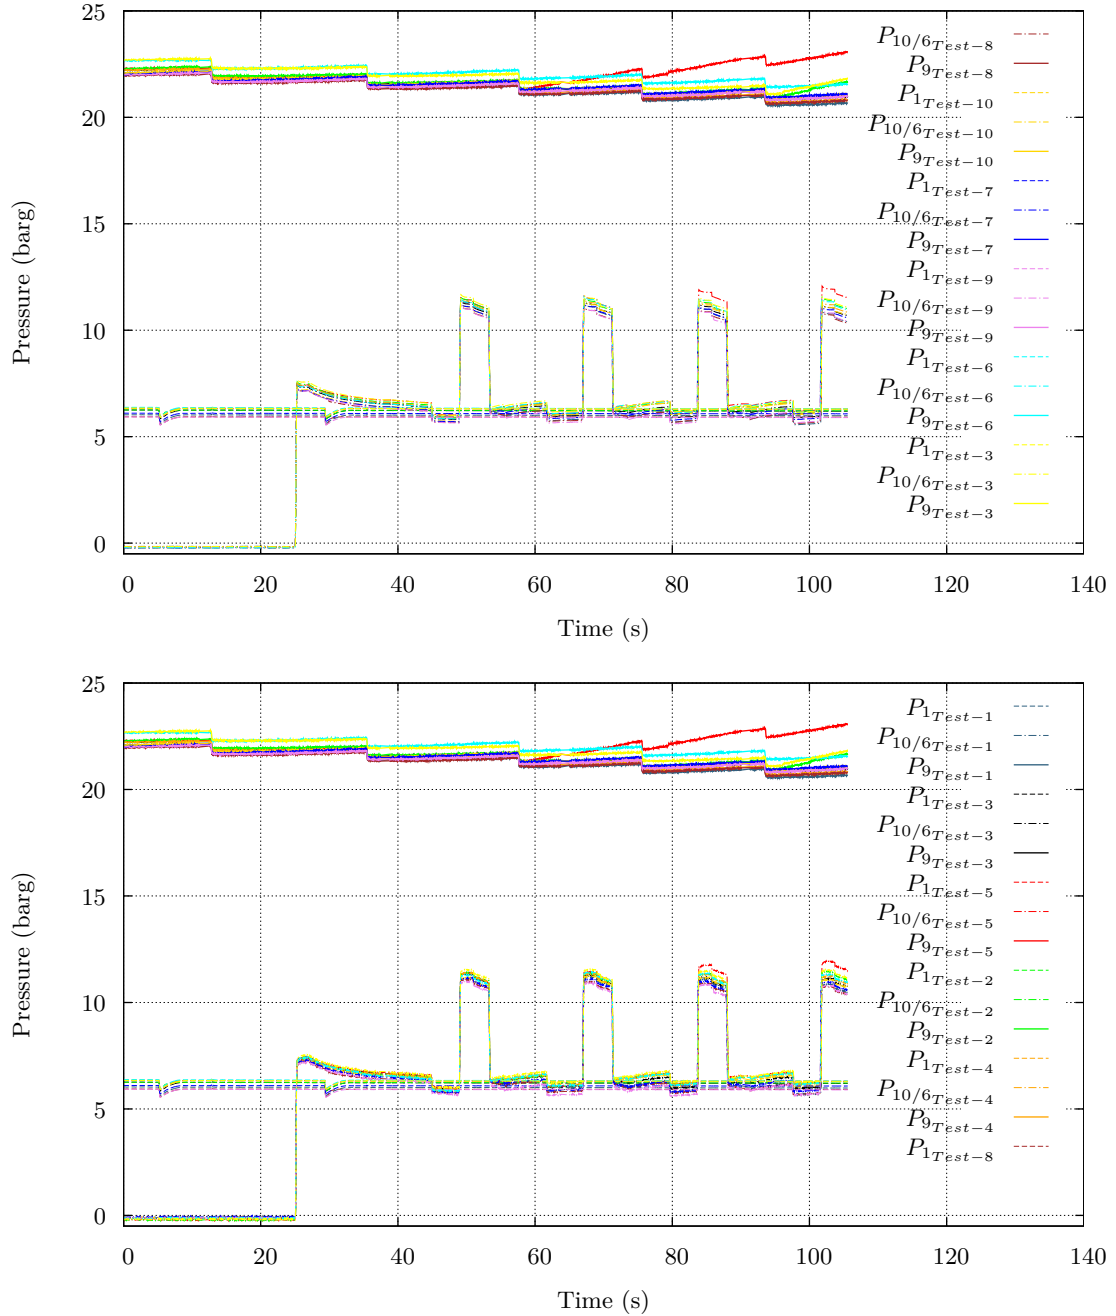 25
20
15
10
5
0
Pressure (barg)
P10/6Test−8
P9Test−8
P1Test−10
P10/6Test−10
P9Test−10
P1Test−7
P10/6Test−7
P9Test−7
P1Test−9
P10/6Test−9
P9Test−9
P1Test−6
P10/6Test−6
P9Test−6
P1Test−3
P10/6Test−3
P9Test−3
0 20 40 60 80 100 120 140
Time (s)
25
20
15
10
5
0
Pressure (barg)
P1Test−1
P10/6Test−1
P9Test−1
P1Test−3
P10/6Test−3
P9Test−3
P1Test−5
P10/6Test−5
P9Test−5
P1Test−2
P10/6Test−2
P9Test−2
P1Test−4
P10/6Test−4
P9Test−4
P1Test−8
0 20 40 60 80 100 120 140
Time (s)